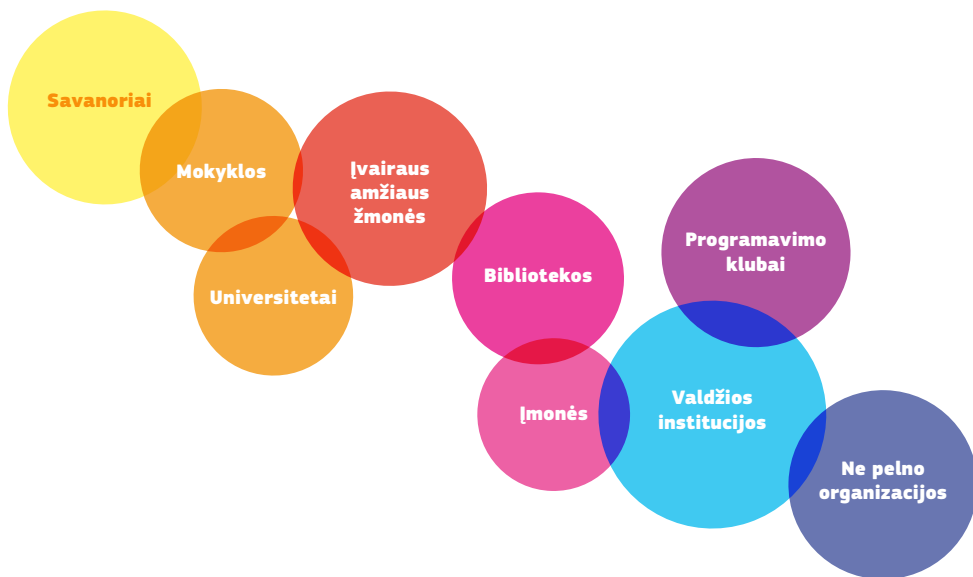 Savanoriai
Mokyklos
Įvairaus
amžiaus
žmonės
Universitetai
Bibliotekos
Programavimo
klubai
Įmonės
Valdžios
institucijos
Ne pelno
organizacijos